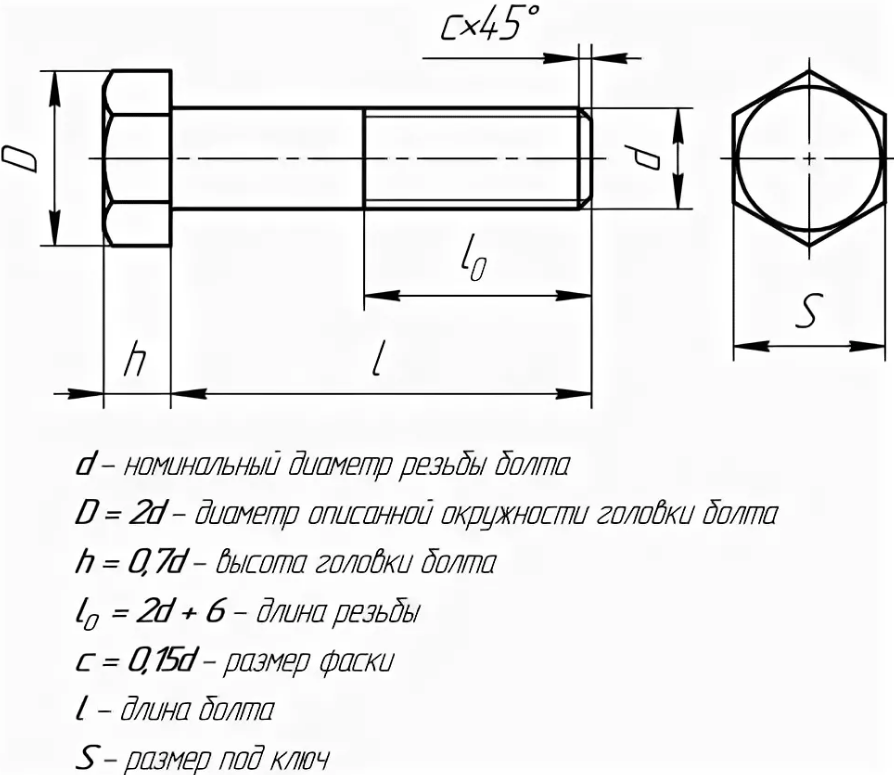 c×45°
D
d
l₀
S
h
l
d – номинальный диаметр резьбы болта
D = 2d – диаметр описанной окружности головки болта
h = 0,7d – высота головки болта
l₀ = 2d + 6 – длина резьбы
c = 0,15d – размер фаски
l – длина болта
S – размер под ключ